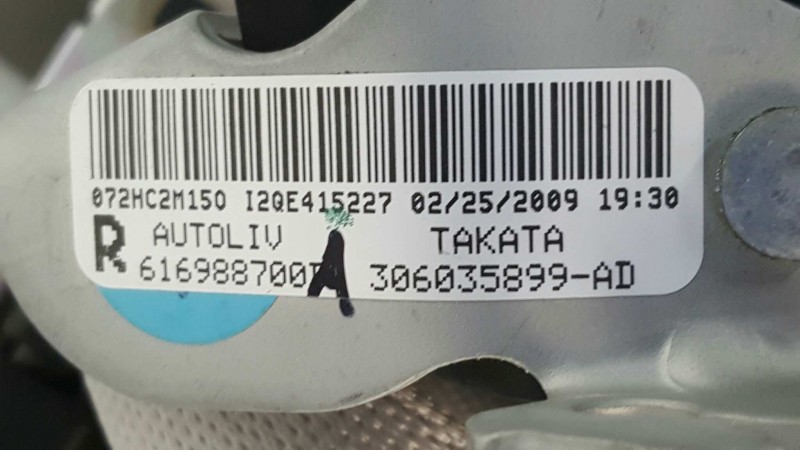 072HC2M150 I2QE415227 02/25/2009 19:30
R AUTOLIV TAKATA
616988700 A 306035899-AD